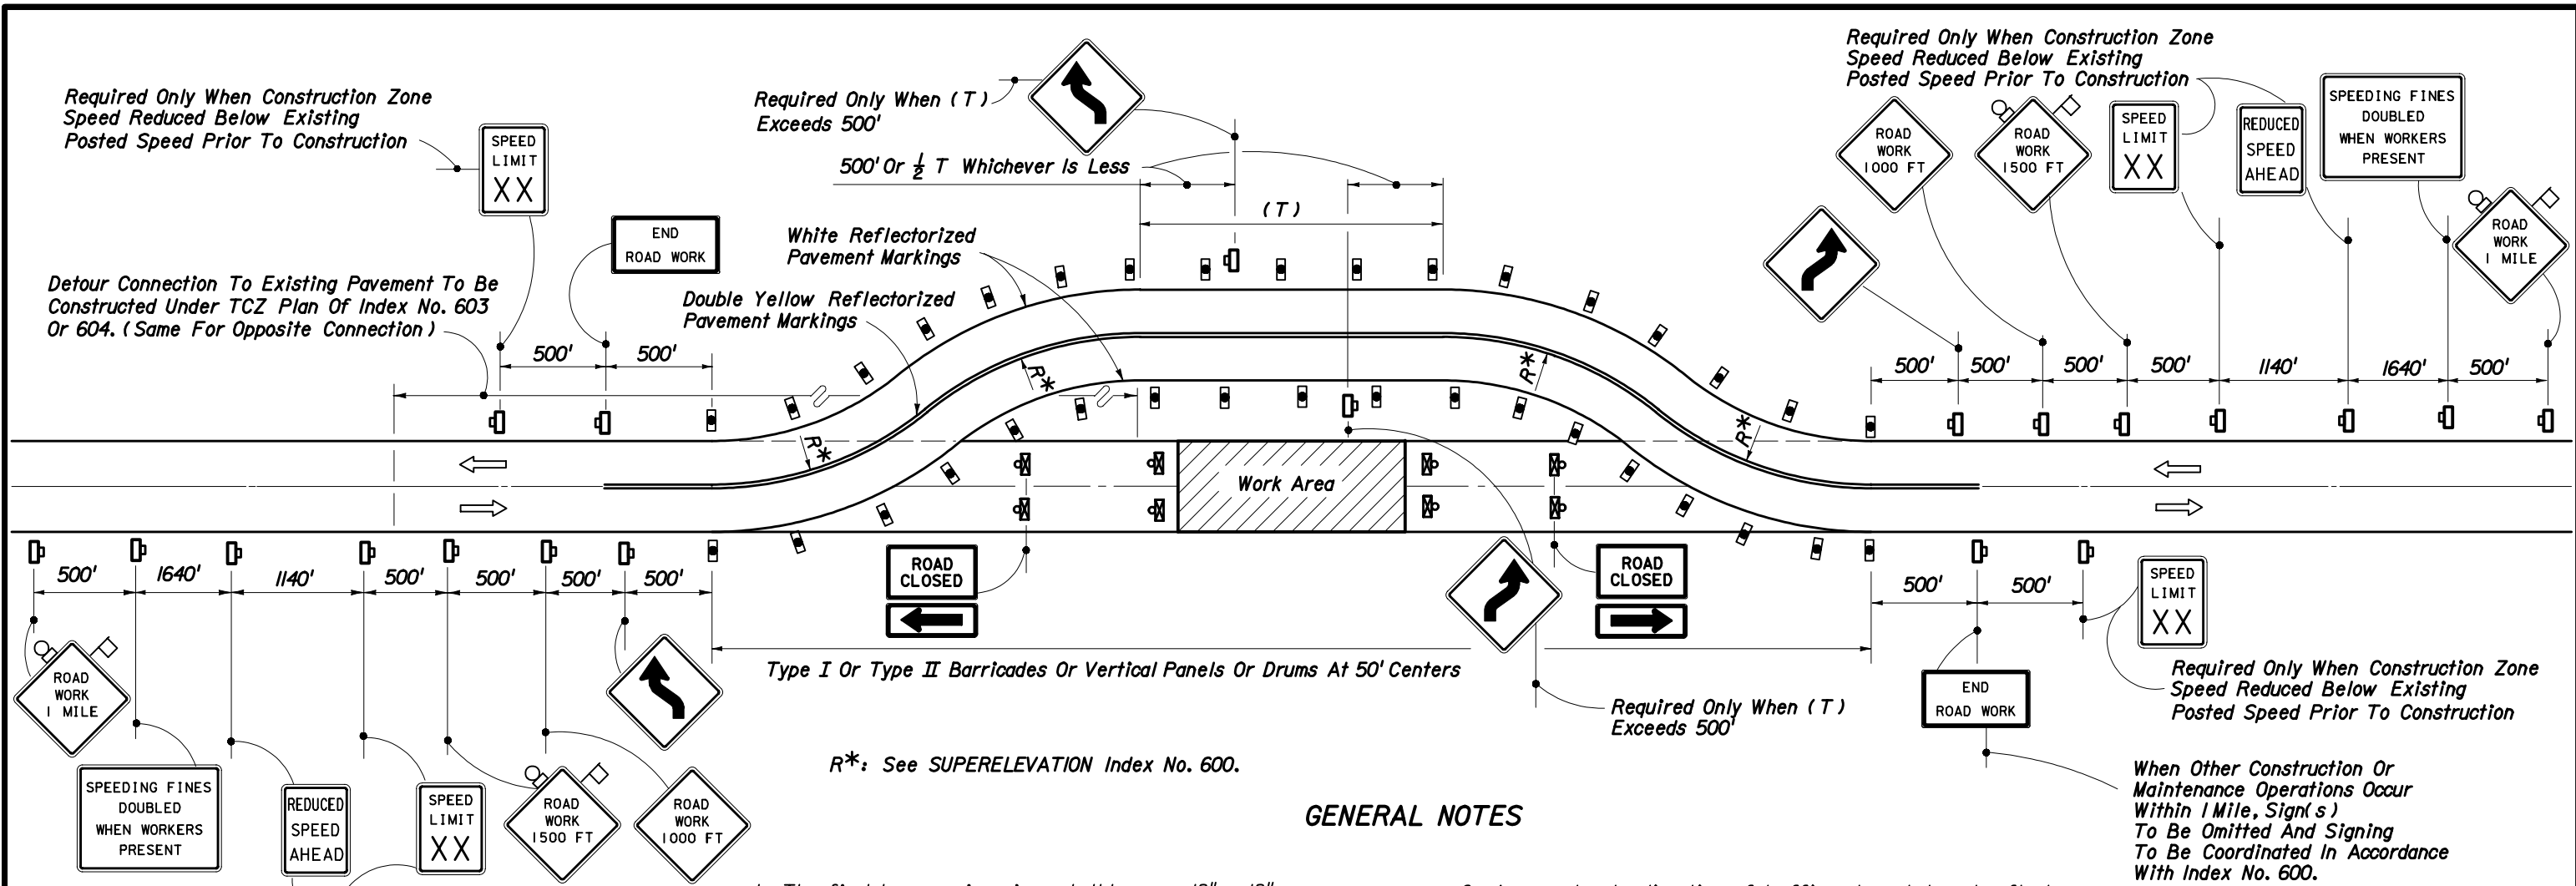 Required Only When Construction Zone
Speed Reduced Below Existing
Posted Speed Prior To Construction
SPEED
LIMIT
XX
END
ROAD WORK
Detour Connection To Existing Pavement To Be
Constructed Under TCZ Plan Of Index No. 603
Or 604. (Same For Opposite Connection)
500'
500'
Required Only When (T)
Exceeds 500'
500' Or ½ T Whichever Is Less
(T)
White Reflectorized
Pavement Markings
Double Yellow Reflectorized
Pavement Markings
Required Only When Construction Zone
Speed Reduced Below Existing
Posted Speed Prior To Construction
ROAD
WORK
1000 FT
ROAD
WORK
1500 FT
SPEED
LIMIT
XX
REDUCED
SPEED
AHEAD
SPEEDING FINES
DOUBLED
WHEN WORKERS
PRESENT
ROAD
WORK
1 MILE
500'
500'
500'
500'
1140'
1640'
500'
R*
R*
R*
R*
Work Area
500'
1640'
1140'
500'
500'
500'
500'
ROAD
CLOSED
ROAD
CLOSED
500'
500'
SPEED
LIMIT
XX
Type I Or Type II Barricades Or Vertical Panels Or Drums At 50' Centers
Required Only When (T)
Exceeds 500'
END
ROAD WORK
Required Only When Construction Zone
Speed Reduced Below Existing
Posted Speed Prior To Construction
ROAD
WORK
1 MILE
SPEEDING FINES
DOUBLED
WHEN WORKERS
PRESENT
REDUCED
SPEED
AHEAD
SPEED
LIMIT
XX
ROAD
WORK
1500 FT
ROAD
WORK
1000 FT
R*: See SUPERELEVATION Index No. 600.
GENERAL NOTES
When Other Construction Or
Maintenance Operations Occur
Within 1 Mile, Sign(s)
To Be Omitted And Signing
To Be Coordinated In Accordance
With Index No. 600.